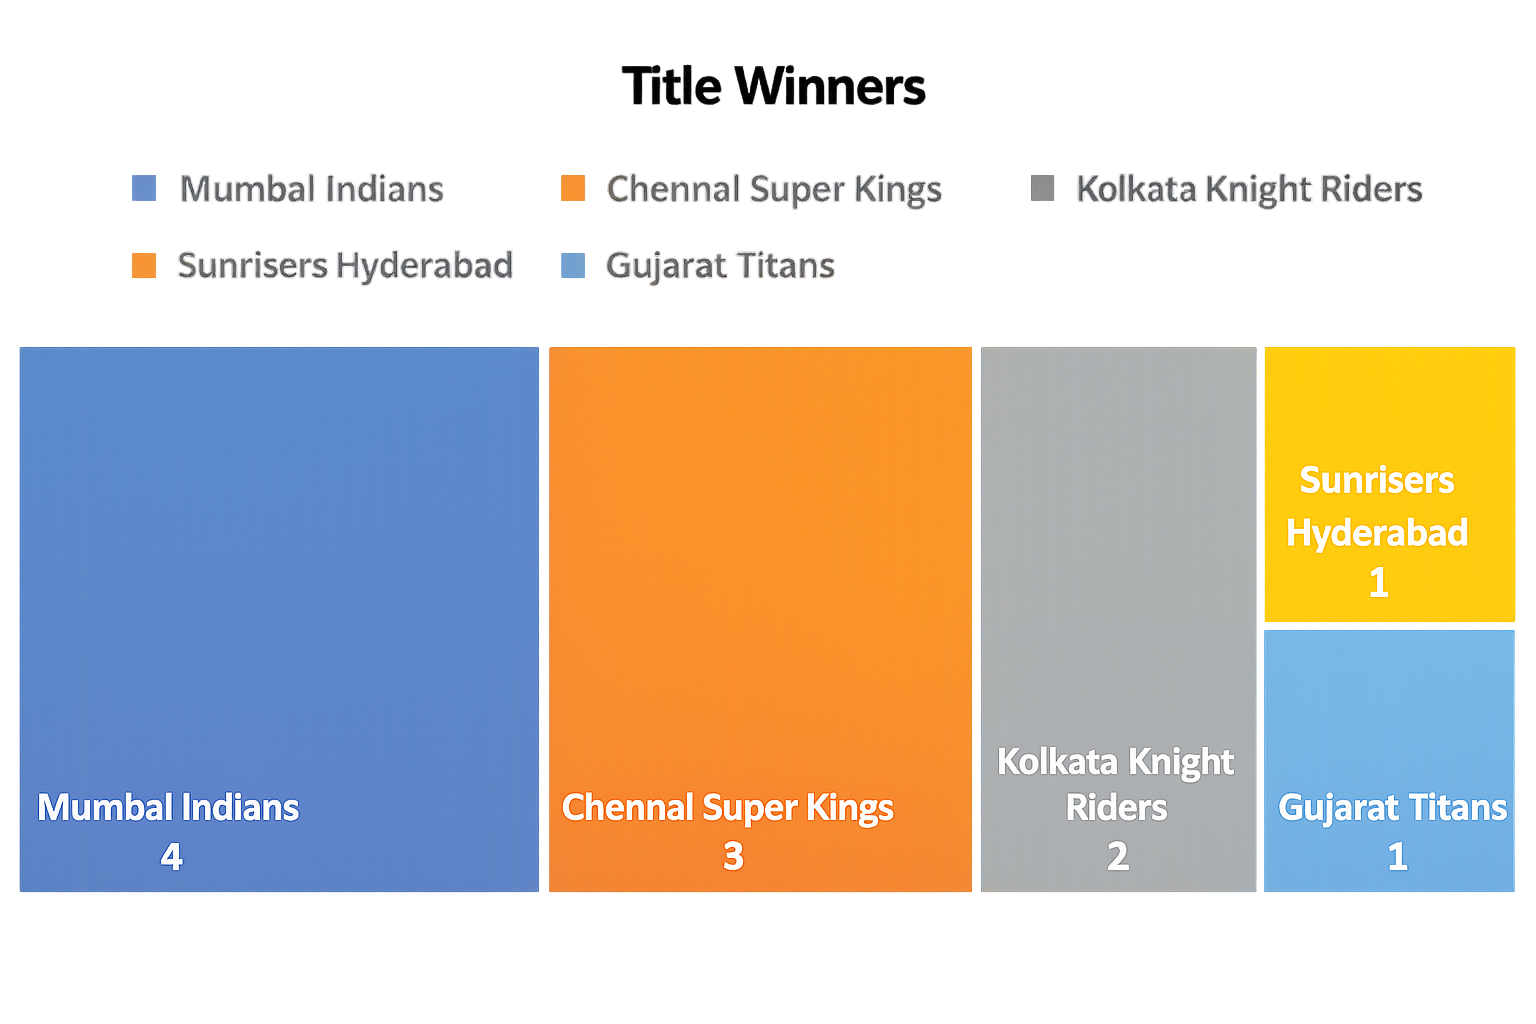 Title Winners
Mumbal Indians
Chennal Super Kings
Kolkata Knight Riders
Sunrisers Hyderabad
Gujarat Titans
Mumbal Indians
4
Chennal Super Kings
3
Kolkata Knight
Riders
2
Sunrisers
Hyderabad
1
Gujarat Titans
1